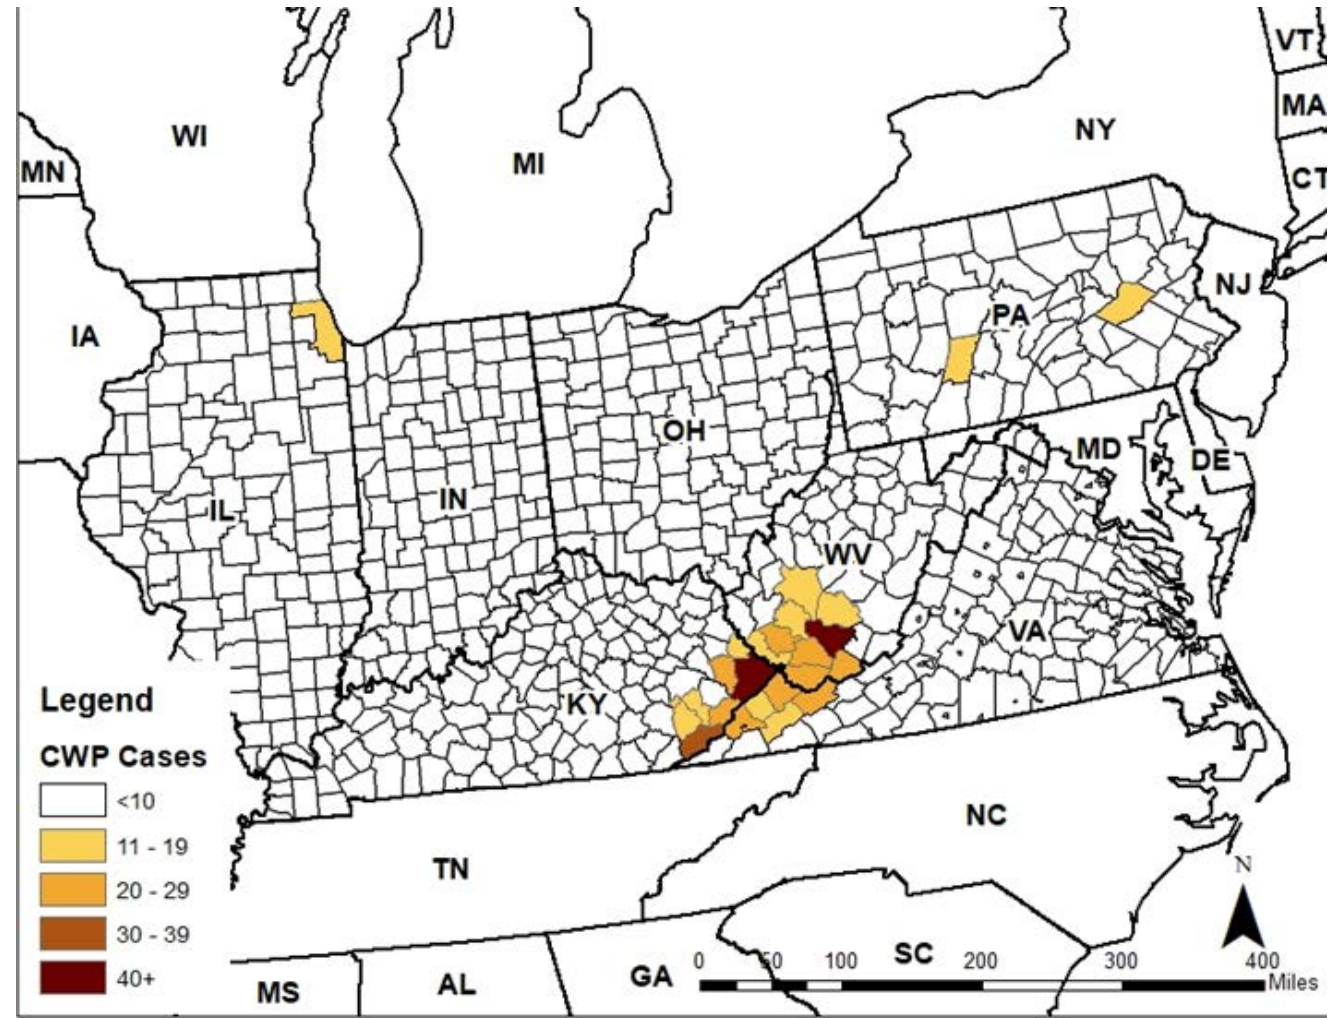 VT
WI
NY
MA
MI
MN
CT
NJ
PA
IA
OH
MD
DE
IN
IL
WV
VA
KY
Legend
CWP Cases
<10
11 - 19
20 - 29
30 - 39
40+
NC
TN
N
SC
GA
AL
MS
0 50 100 200 300 400
Miles